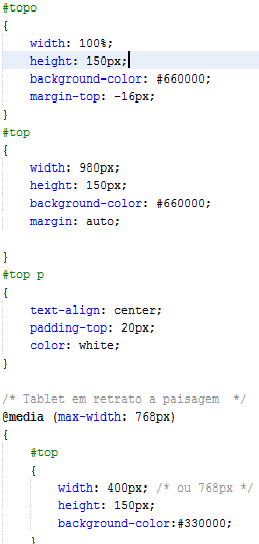 #topo
{
width: 100%;
height: 150px;
background-color: #660000;
margin-top: -16px;
}
#top
{
width: 980px;
height: 150px;
background-color: #660000;
margin: auto;
}
#top p
{
text-align: center;
padding-top: 20px;
color: white;
}
/* Tablet em retrato a paisagem */
@media (max-width: 768px)
{
#top
{
width: 400px; /* ou 768px */
height: 150px;
background-color:#330000;
}